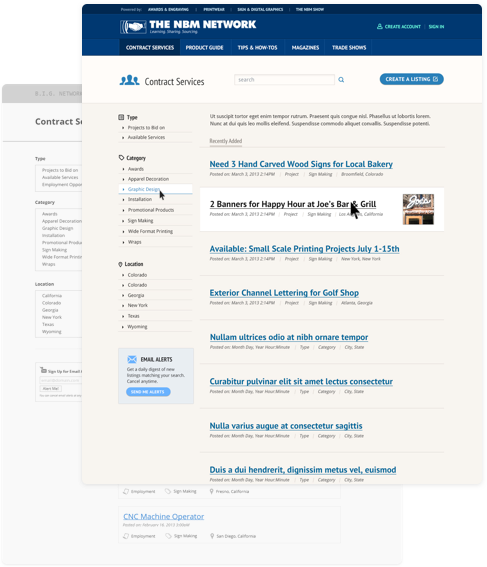 Powered by: AWARDS & ENGRAVING | PRINTWEAR | SIGN & DIGITAL GRAPHICS | THE NBM SHOW
THE NBM NETWORK
Learning. Sharing. Sourcing.
CREATE ACCOUNT SIGN IN
CONTRACT SERVICES PRODUCT GUIDE TIPS & HOW-TOS MAGAZINES TRADE SHOWS
Contract Services
search
CREATE A LISTING
Type
Projects to Bid on
Available Services
Category
Awards
Apparel Decoration
Graphic Design
Installation
Promotional Products
Sign Making
Wide Format Printing
Wraps
Location
Colorado
Colorado
Georgia
New York
Texas
Wyoming
EMAIL ALERTS
Get a daily digest of new
listings matching your search.
Cancel anytime.
SEND ME ALERTS
Ut suscipit tortor eget enim tempor rutrum. Praesent quis congue nisl. Phasellus at lobortis lorem.
Nunc at dui quis leo mollis eleifend. Suspendisse commodo aliquet convallis. Suspendisse potenti.
Recently Added
Need 3 Hand Carved Wood Signs for Local Bakery
Posted on: March 3, 2013 2:14PM | Project | Sign Making | Broomfield, Colorado
2 Banners for Happy Hour at Joe's Bar & Grill
Posted on: March 3, 2013 2:14PM | Project | Sign Making | Los California
Joe's
Available: Small Scale Printing Projects July 1-15th
Posted on: March 3, 2013 2:14PM | Project | Sign Making | New York, New York
Exterior Channel Lettering for Golf Shop
Posted on: March 3, 2013 2:14PM | Project | Sign Making | Atlanta, Georgia
Nullam ultrices odio at nibh ornare tempor
Posted on: Month Day, Year Hour:Minute | Type | Category | City, State
Curabitur pulvinar elit sit amet lectus consectetur
Posted on: Month Day, Year Hour:Minute | Type | Category | City, State
Nulla varius augue at consectetur sagittis
Posted on: Month Day, Year Hour:Minute | Type | Category | City, State
Duis a dui hendrerit, dignissim metus vel, euismod
Posted on: Month Day, Year Hour:Minute | Type | Category | City, State
B.I.G. NETWORK
Contract Se
Type
Projects to Bid on
Available Services
Employment Oppor
Category
Awards
Apparel Decoration
Graphic Design
Installation
Promotional Produ
Sign Making
Wide Format Printi
Wraps
Location
California
Colorado
Georgia
New York
Texas
Wyoming
Sign Up for Email
Employment Sign Making Fresno, California
CNC Machine Operator
Posted on: February 18, 2013 5:00AM
Employment Sign Making San Diego, California